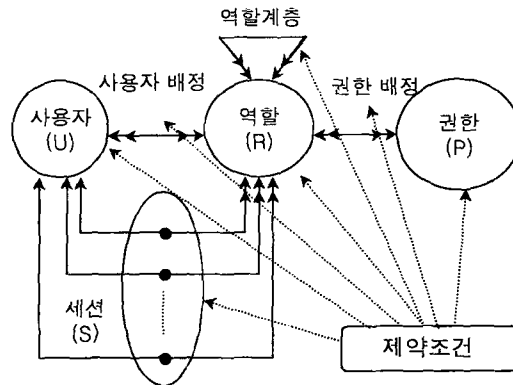 역할계층
사용자 배정
권한 배정
사용자
(U)
역할
(R)
권한
(P)
세션
(S)
제약조건